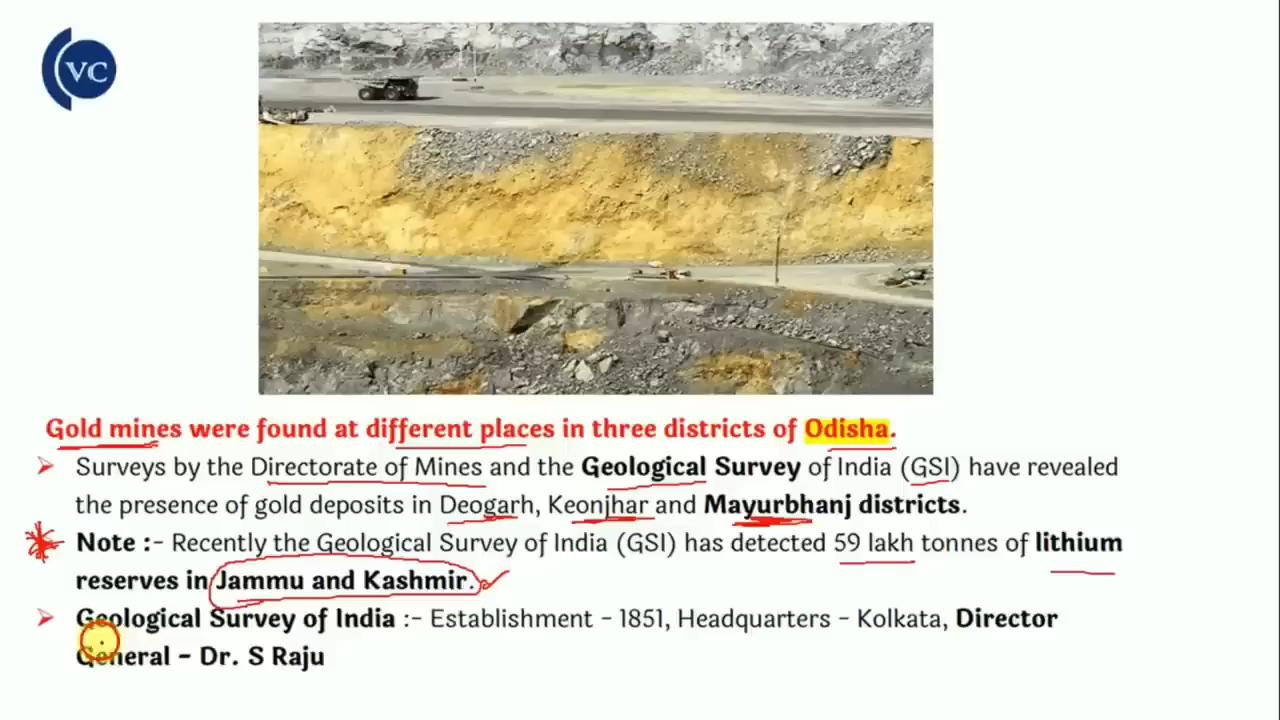 VC
Gold mines were found at different places in three districts of Odisha.
Surveys by the Directorate of Mines and the Geological Survey of India (GSI) have revealed
the presence of gold deposits in Deogarh, Keonjhar and Mayurbhanj districts.
Note :- Recently the Geological Survey of India (GSI) has detected 59 lakh tonnes of lithium
reserves in Jammu and Kashmir.
Geological Survey of India :- Establishment - 1851, Headquarters - Kolkata, Director
General - Dr. S Raju